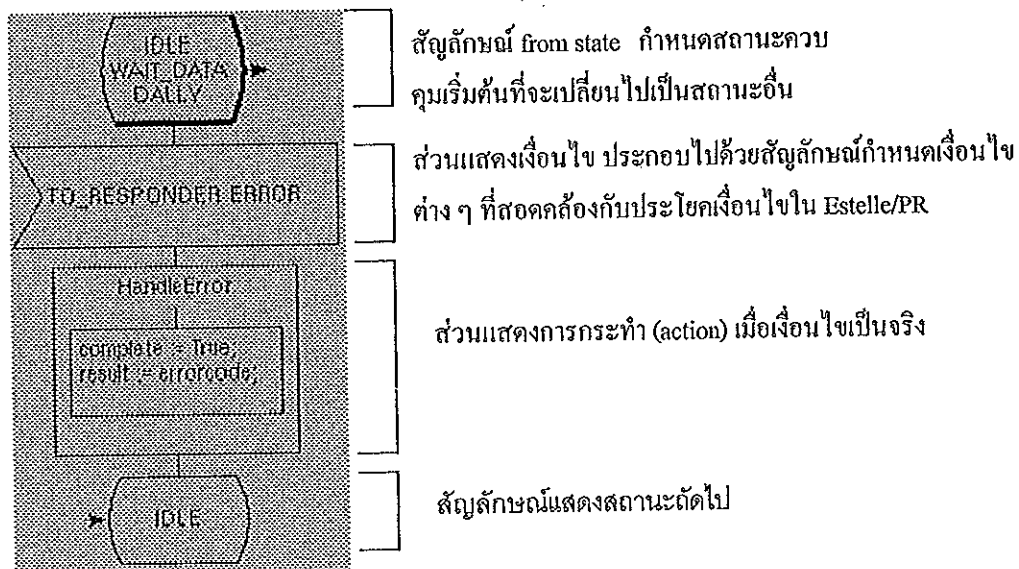 IDLE
WAIT_DATA
DALLY
สัญลักษณ์ from state กำหนดสถานะควบ
คุมเริ่มต้นที่จะเปลี่ยนไปเป็นสถานะอื่น
TO_RESPONDER.ERROR
ส่วนแสดงเงื่อนไข ประกอบไปด้วยสัญลักษณ์กำหนดเงื่อนไข
ต่าง ๆ ที่สอดคล้องกับประโยคเงื่อนไขใน Estelle/PR
HandleError
complete := True;
result := errorcode;
ส่วนแสดงการกระทำ (action) เมื่อเงื่อนไขเป็นจริง
IDLE
สัญลักษณ์แสดงสถานะถัดไป